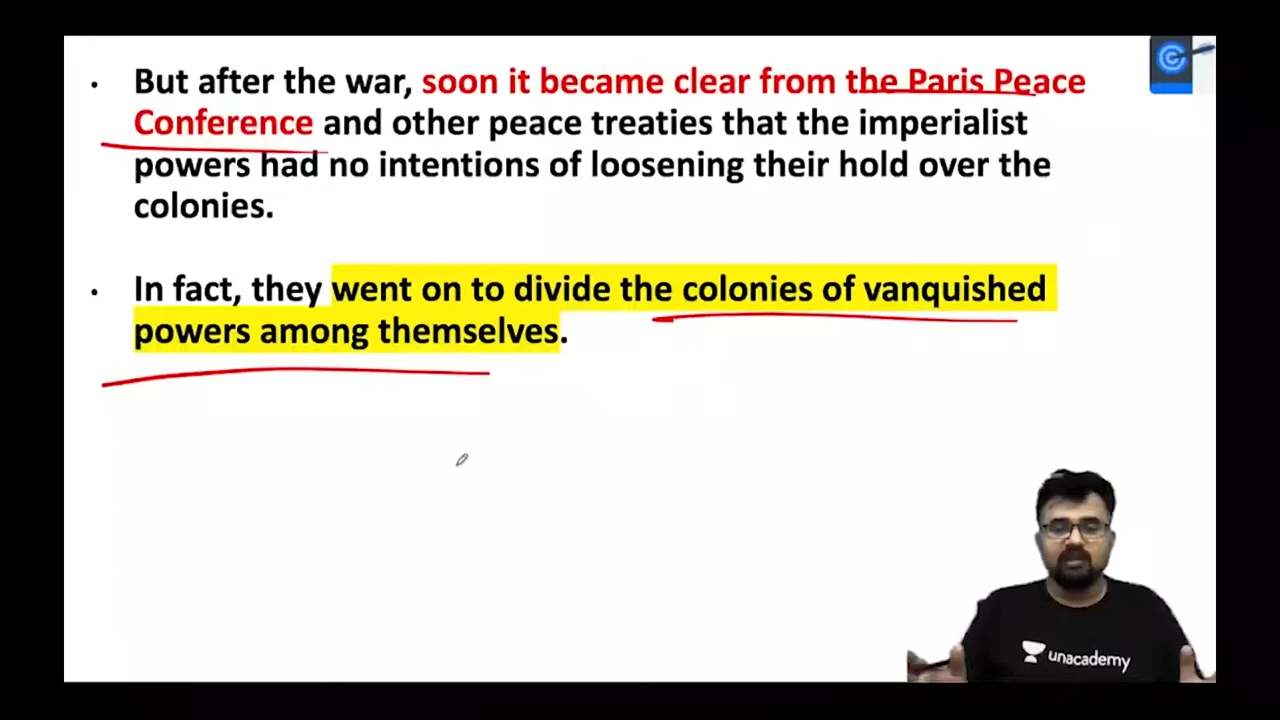 • But after the war, soon it became clear from the Paris Peace
Conference and other peace treaties that the imperialist
powers had no intentions of loosening their hold over the
colonies.
• In fact, they went on to divide the colonies of vanquished
powers among themselves.
unacademy